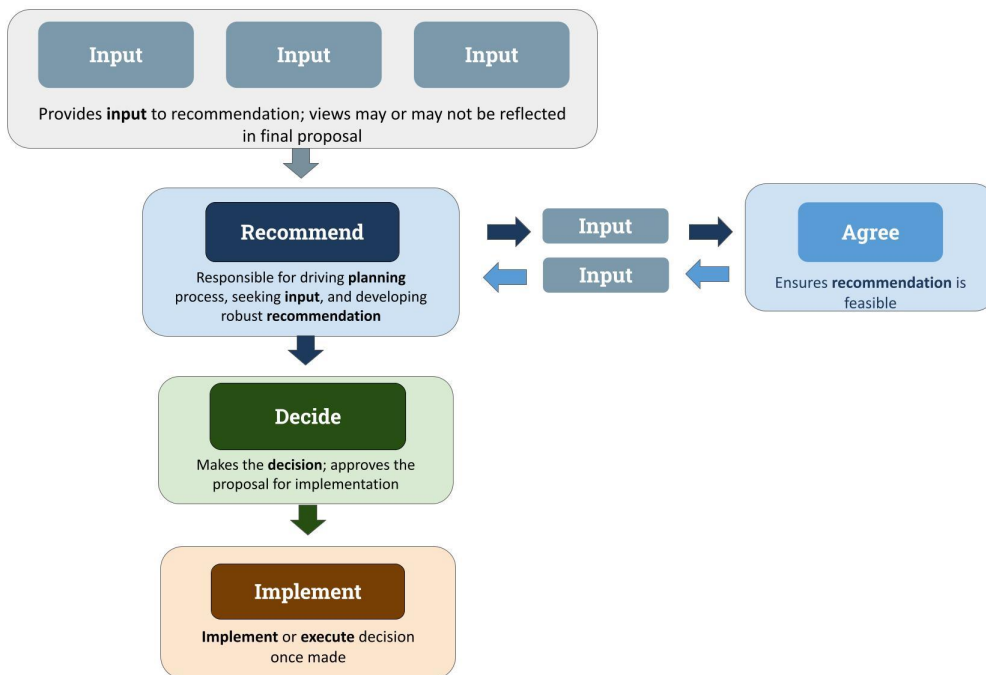 Input
Input
Input
Provides input to recommendation; views may or may not be reflected
in final proposal
Recommend
Responsible for driving planning
process, seeking input, and developing
robust recommendation
Input
Input
Agree
Ensures recommendation is
feasible
Decide
Makes the decision; approves the
proposal for implementation
Implement
Implement or execute decision
once made